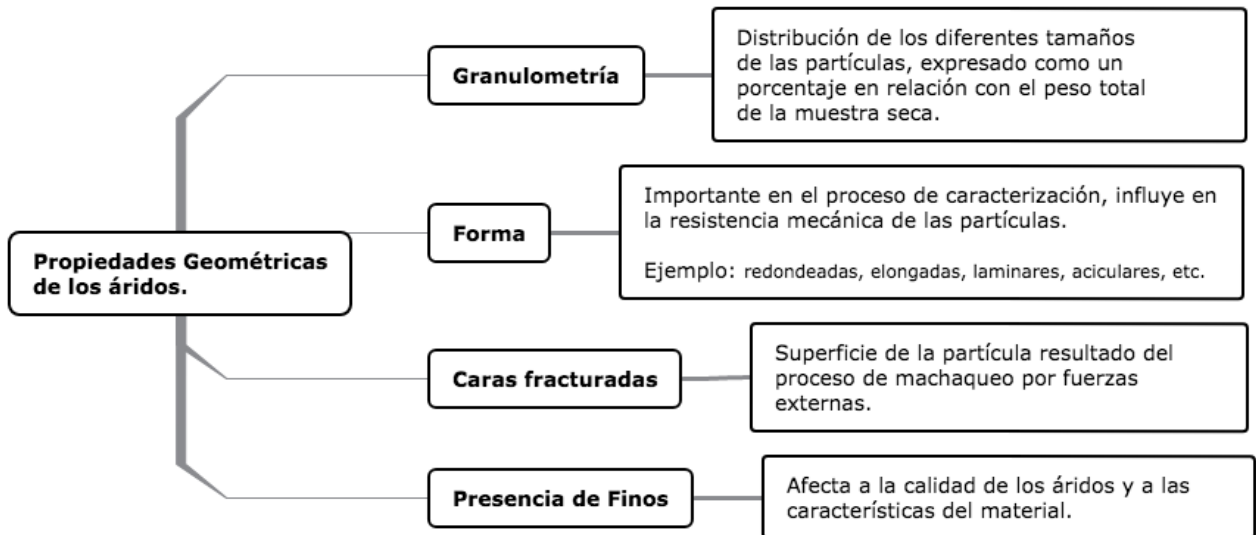 Propiedades Geométricas
de los áridos.
Granulometría
Distribución de los diferentes tamaños
de las partículas, expresado como un
porcentaje en relación con el peso total
de la muestra seca.
Forma
Importante en el proceso de caracterización, influye en
la resistencia mecánica de las partículas.
Ejemplo: redondeadas, elongadas, laminares, aciculares, etc.
Caras fracturadas
Superficie de la partícula resultado del
proceso de machaqueo por fuerzas
externas.
Presencia de Finos
Afecta a la calidad de los áridos y a las
características del material.